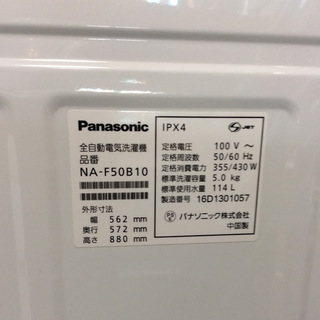 Panasonic
全自動電気洗濯機
品番
NA-F50B10
外形寸法
幅 562 mm
奥行 572 mm
高さ 880 mm
IPX4
JET
定格電圧 100 V ～
定格周波数 50/60 Hz
定格消費電力 355/430 W
標準洗濯容量 5.0 kg
標準使用水量 114 L
製造番号 16D1301057
PS E パナソニック株式会社
中国製